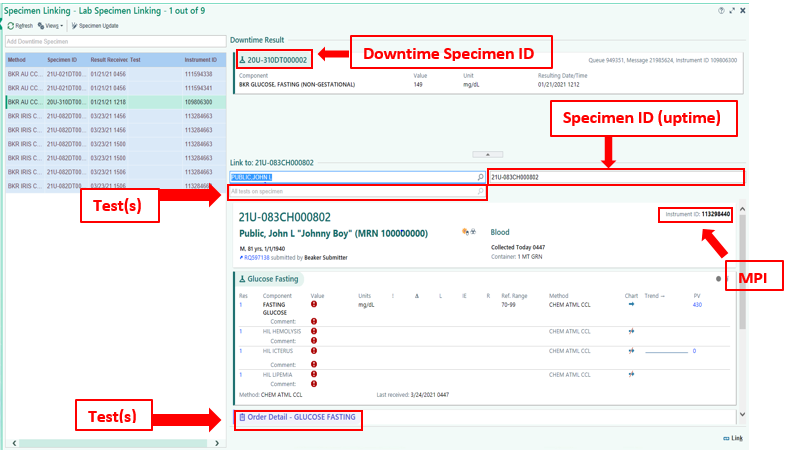 Specimen Linking - Lab Specimen Linking - 1 out of 9
Refresh Views Specimen Update
Add Downtime Specimen
Method Specimen ID Result Receivec Test Instrument ID
BKR AU CC... 21U-021DT00... 01/21/21 0456 111594338
BKR AU CC... 21U-021DT00... 01/21/21 0456 111594341
BKR AU CC... 20U-310DT00... 01/21/21 1218 109806300
BKR IRIS C... 21U-082DT00... 03/23/21 1456 113284663
BKR IRIS C... 21U-082DT00... 03/23/21 1456 113284663
BKR IRIS C... 21U-082DT00... 03/23/21 1500 113284663
BKR IRIS C... 21U-082DT00... 03/23/21 1500 113284663
BKR IRIS C... 21U-082DT00... 03/23/21 1506 113284663
BKR IRIS C... 21U-082DT00... 03/23/21 1506 113284663
Downtime Result
20U-310DT000002
Downtime Specimen ID
Queue 949351, Message 21985624, Instrument ID 109806300
Component Value Unit Resulting Date/Time
BKR GLUCOSE, FASTING (NON-GESTATIONAL) 149 mg/dL 01/21/2021 1212
Specimen ID (uptime)
Link to: 21U-083CH000802
PUBLIC,JOHN L 21U-083CH000802
All tests on specimen
Test(s)
21U-083CH000802
Instrument ID: 113298440
Public, John L "Johnny Boy" (MRN 100000000) Blood
M, 81 yrs, 1/1/1940 Collected Today 0447
RQ597138 submitted by Beaker Submitter Container: 1 MT GRN
MPI
Glucose Fasting
Res Component Value Units ! Δ L IE R Ref. Range Method Chart Trend PV
1 FASTING GLUCOSE mg/dL 70-99 CHEM ATML CCL 430
Comment:
1 HIL HEMOLYSIS CHEM ATML CCL
Comment:
1 HIL ICTERUS CHEM ATML CCL 0
Comment:
1 HIL LIPEMIA CHEM ATML CCL
Comment:
Method: CHEM ATML CCL Last received: 3/24/2021 0447
Test(s)
Order Detail - GLUCOSE FASTING
Link